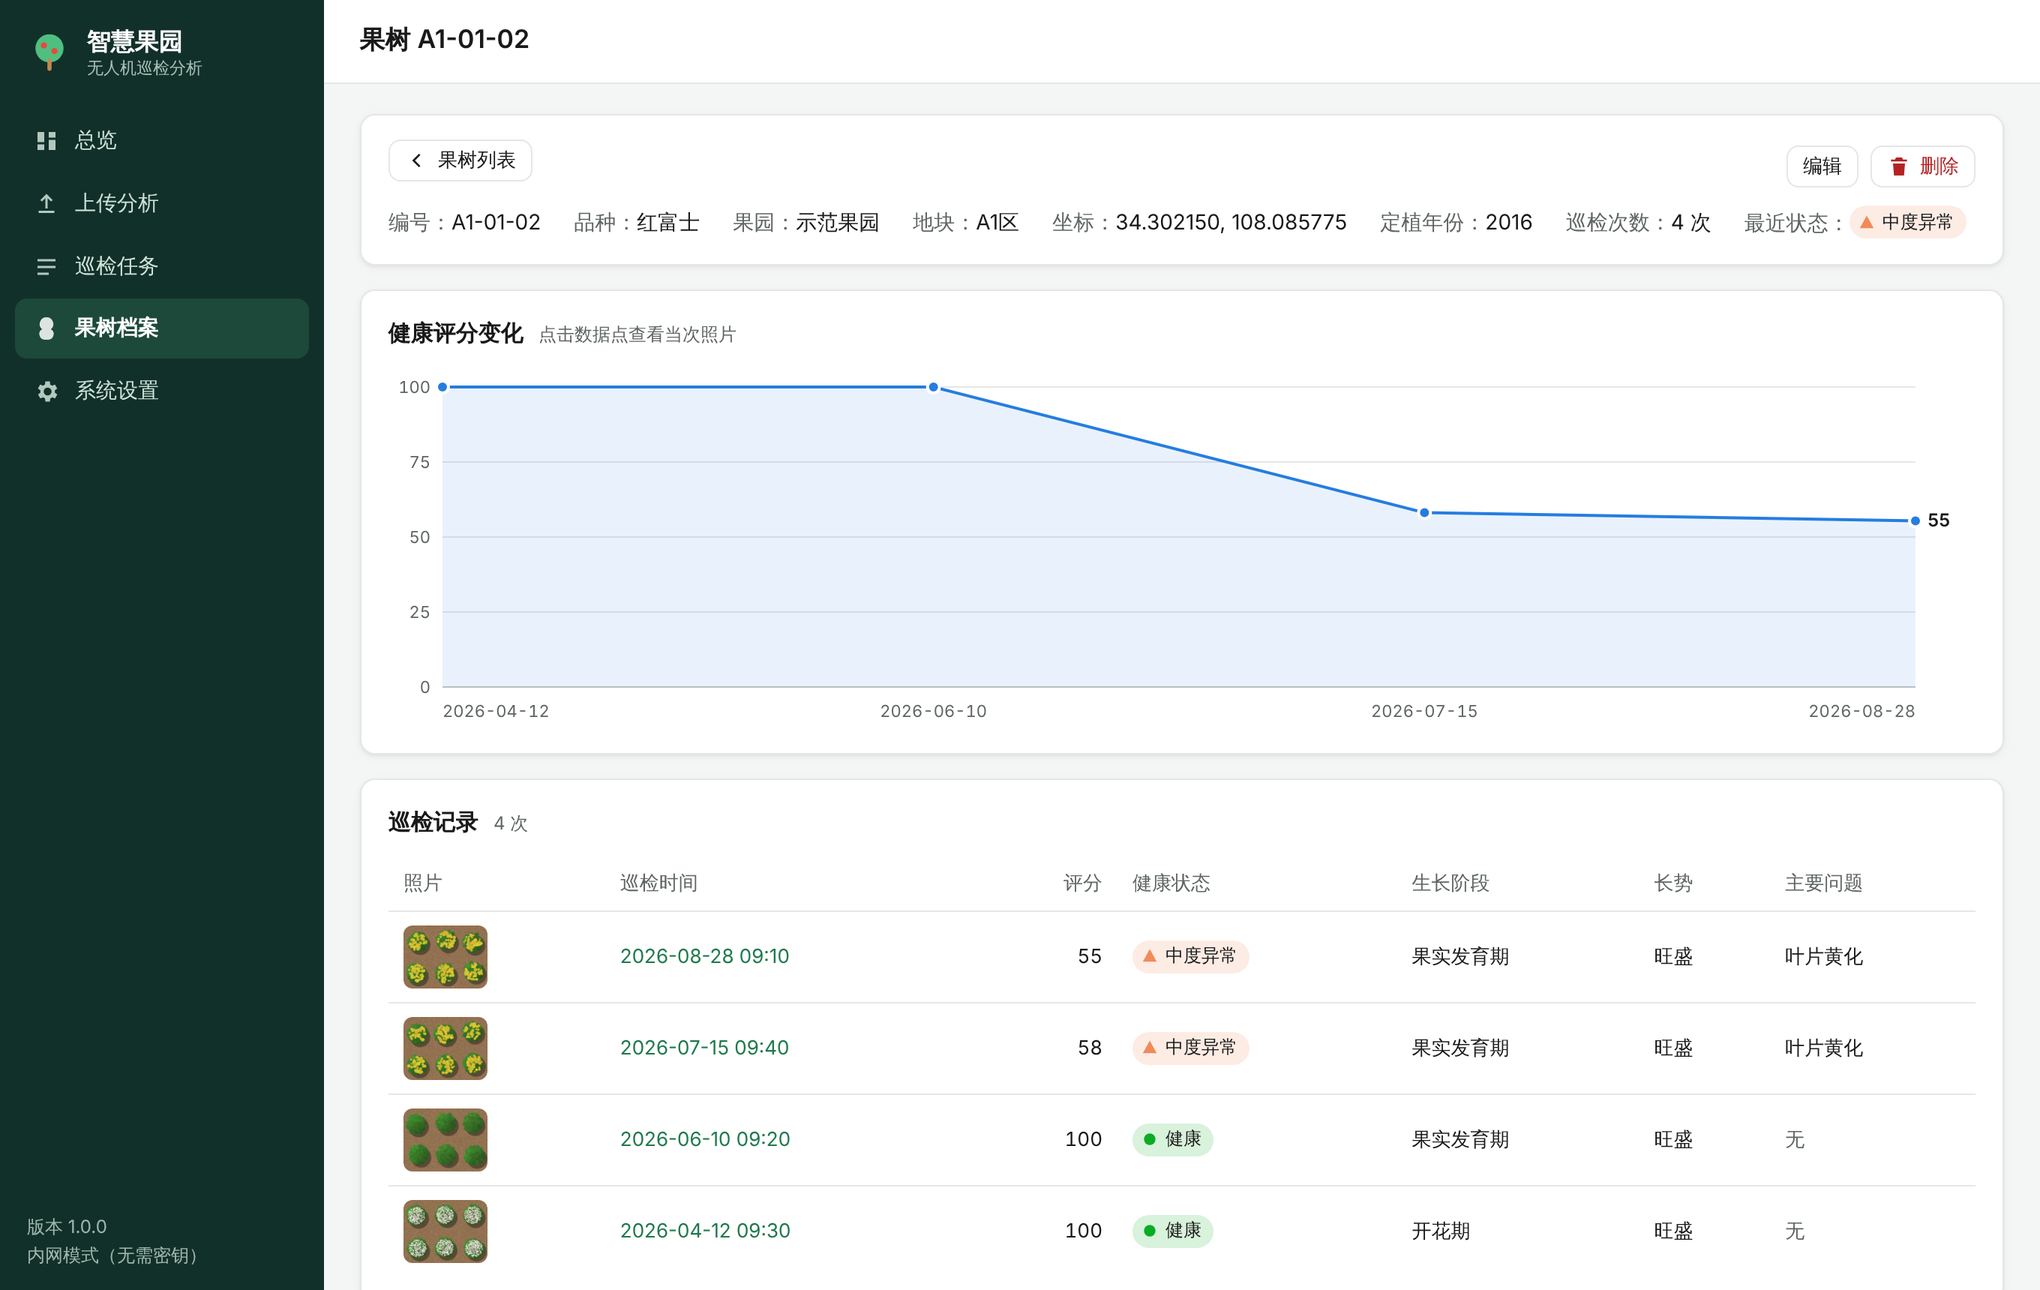 智慧果园
无人机巡检分析
总览
上传分析
巡检任务
果树档案
系统设置
版本 1.0.0
内网模式（无需密钥）
果树 A1-01-02
果树列表
编辑
删除
编号：A1-01-02 品种：红富士 果园：示范果园 地块：A1区 坐标：34.302150, 108.085775 定植年份：2016 巡检次数：4 次 最近状态：中度异常
健康评分变化 点击数据点查看当次照片
100
75
50
25
0
55
2026-04-12 2026-06-10 2026-07-15 2026-08-28
巡检记录 4 次
照片 巡检时间 评分 健康状态 生长阶段 长势 主要问题
2026-08-28 09:10 55 中度异常 果实发育期 旺盛 叶片黄化
2026-07-15 09:40 58 中度异常 果实发育期 旺盛 叶片黄化
2026-06-10 09:20 100 健康 果实发育期 旺盛 无
2026-04-12 09:30 100 健康 开花期 旺盛 无